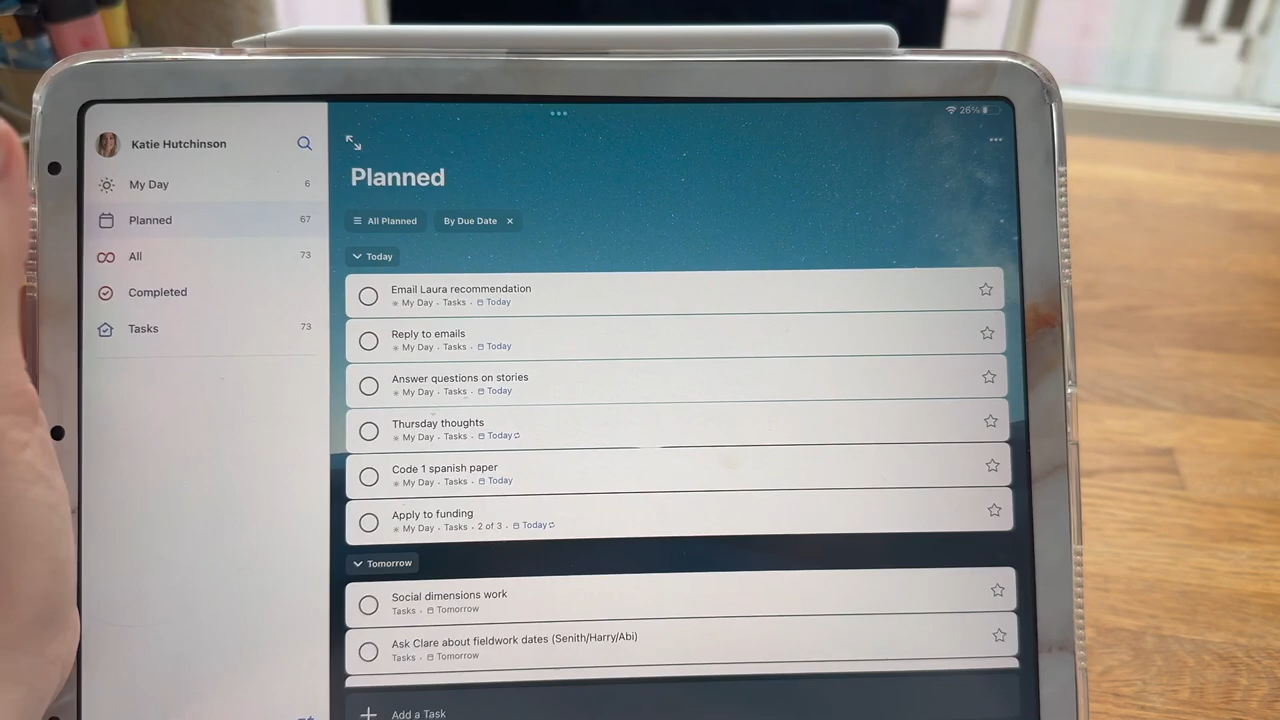 26%
Katie Hutchinson
My Day 6
Planned 67
All 73
Completed
Tasks 73
Planned
All Planned By Due Date
Today
Email Laura recommendation
My Day · Tasks · Today
Reply to emails
My Day · Tasks · Today
Answer questions on stories
My Day · Tasks · Today
Thursday thoughts
My Day · Tasks · Today
Code 1 spanish paper
My Day · Tasks · Today
Apply to funding
My Day · Tasks · 2 of 3 · Today
Tomorrow
Social dimensions work
Tasks · Tomorrow
Ask Clare about fieldwork dates (Senith/Harry/Abi)
Tasks · Tomorrow
Add a Task